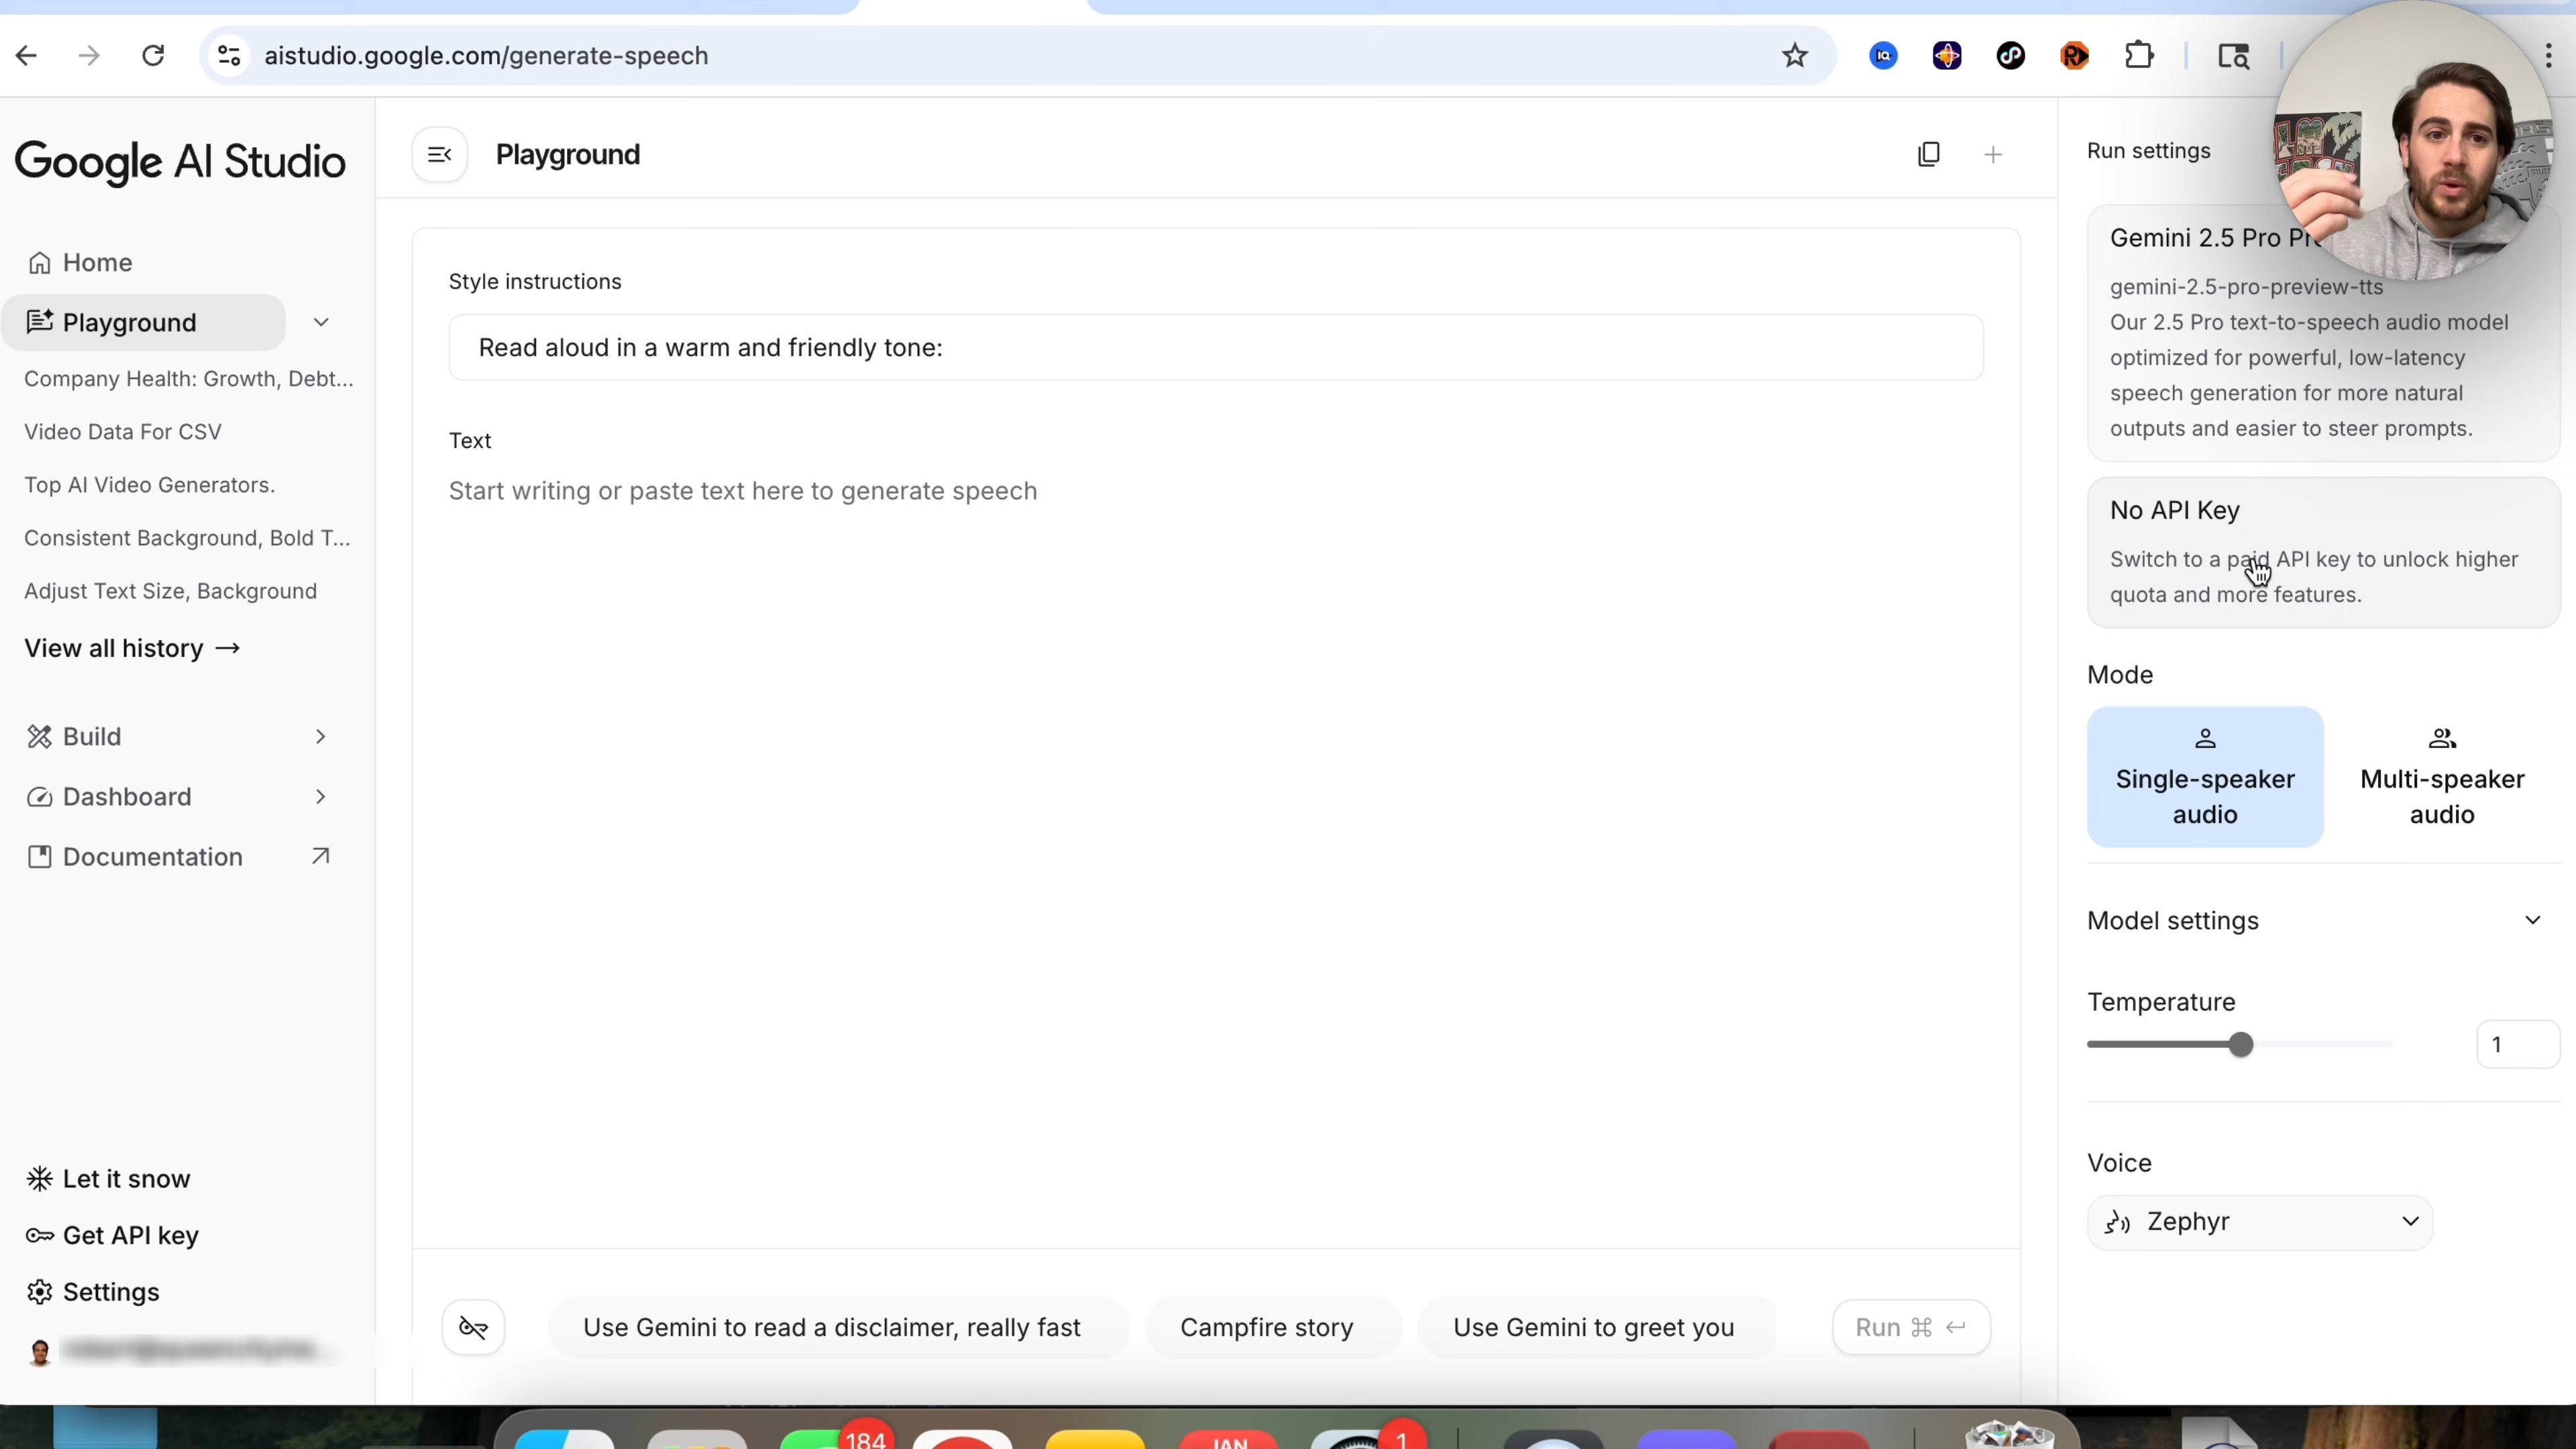 aistudio.google.com/generate-speech
Google AI Studio
Home
Playground
Company Health: Growth, Debt...
Video Data For CSV
Top AI Video Generators.
Consistent Background, Bold T...
Adjust Text Size, Background
View all history →
Build
Dashboard
Documentation
Let it snow
Get API key
Settings
Playground
Style instructions
Read aloud in a warm and friendly tone:
Text
Start writing or paste text here to generate speech
Use Gemini to read a disclaimer, really fast
Campfire story
Use Gemini to greet you
Run ⌘ ↵
Run settings
Gemini 2.5 Pro
gemini-2.5-pro-preview-tts
Our 2.5 Pro text-to-speech audio model
optimized for powerful, low-latency
speech generation for more natural
outputs and easier to steer prompts.
No API Key
Switch to a paid API key to unlock higher
quota and more features.
Mode
Single-speaker
audio
Multi-speaker
audio
Model settings
Temperature
1
Voice
Zephyr
184
JAN
1